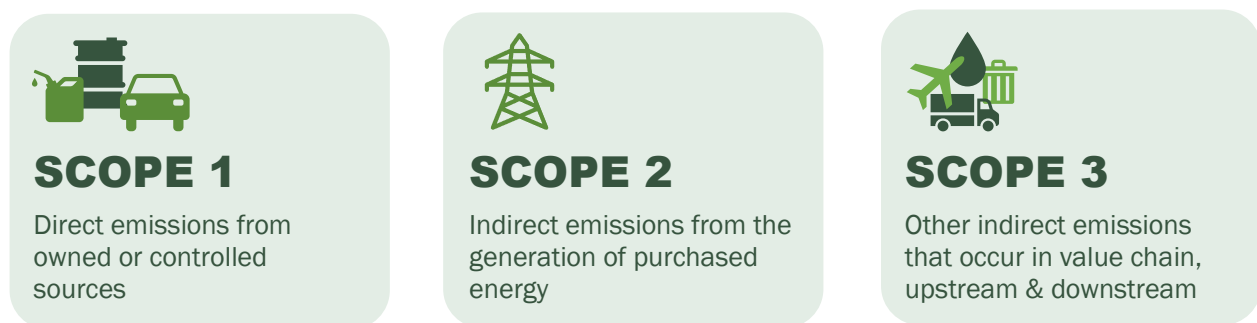 SCOPE 1
Direct emissions from
owned or controlled
sources
SCOPE 2
Indirect emissions from the
generation of purchased
energy
SCOPE 3
Other indirect emissions
that occur in value chain,
upstream & downstream